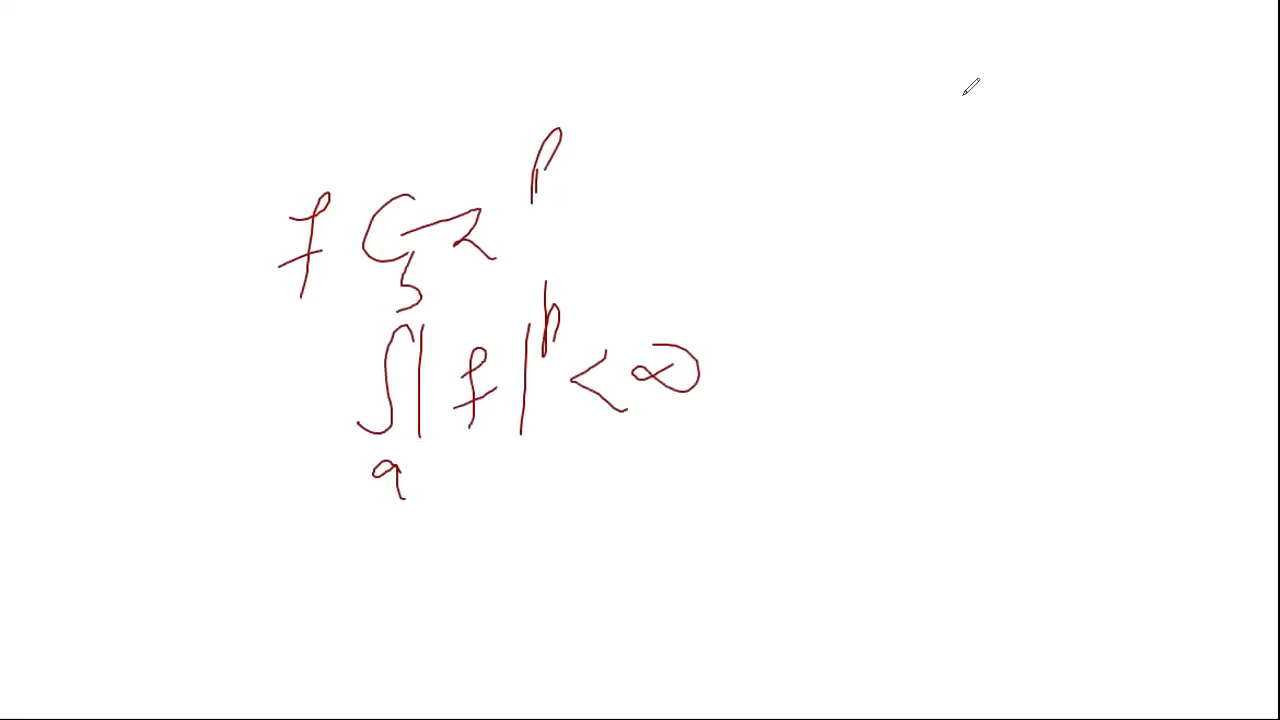 f ∈ L^p
∫_a^b |f|^p < ∞